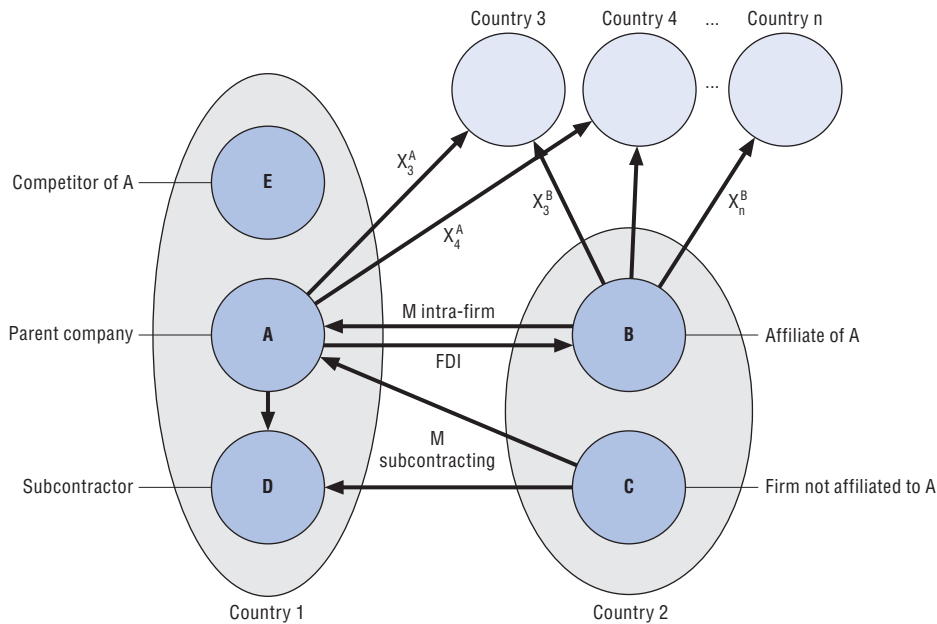 Country 3
Country 4
...
Country n
...
Competitor of A
E
X₃ᴬ
X₄ᴬ
X₃ᴮ
Xₙᴮ
Parent company
A
M intra-firm
FDI
B
Affiliate of A
M
subcontracting
Subcontractor
D
C
Firm not affiliated to A
Country 1
Country 2